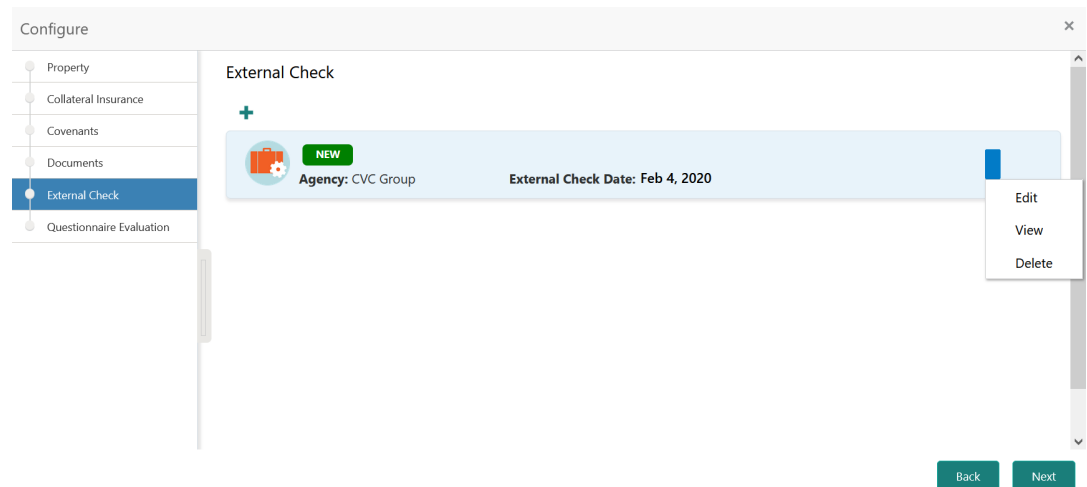 Configure
Property
Collateral Insurance
Covenants
Documents
External Check
Questionnaire Evaluation
External Check
NEW
Agency: CVC Group
External Check Date: Feb 4, 2020
Edit
View
Delete
Back
Next